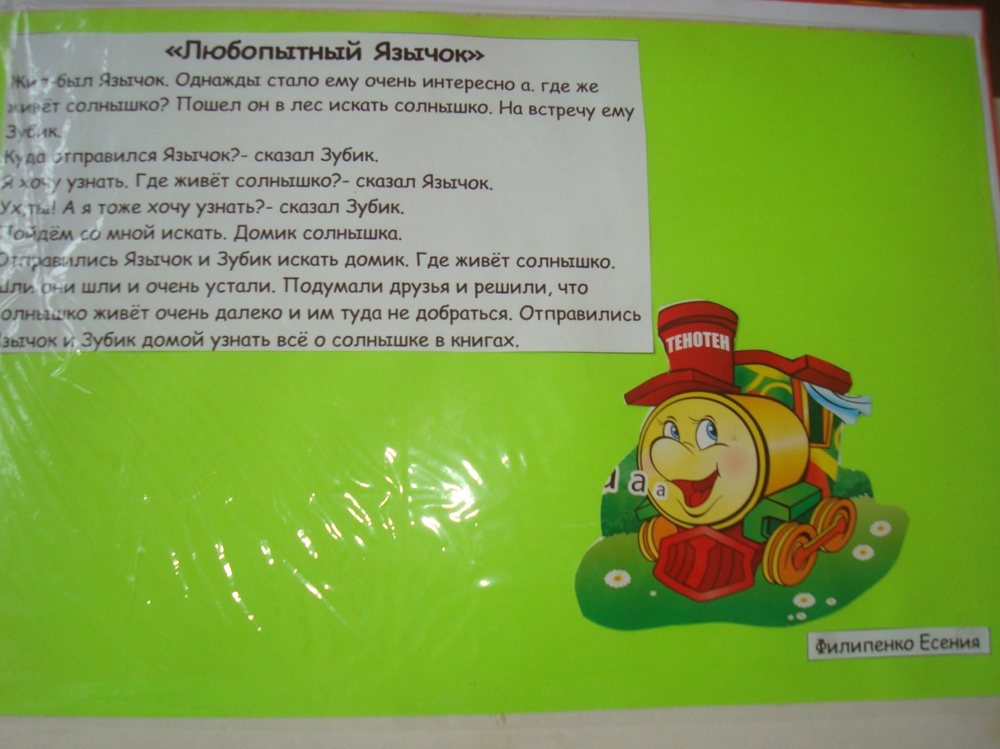 «Любопытный Язычок»
Жил-был Язычок. Однажды стало ему очень интересно а. где же
живёт солнышко? Пошел он в лес искать солнышко. На встречу ему
Зубик.
Куда отправился Язычок?- сказал Зубик.
Я хочу узнать. Где живёт солнышко?- сказал Язычок.
Ух,ты! А я тоже хочу узнать?- сказал Зубик.
Пойдём со мной искать. Домик солнышка.
Отправились Язычок и Зубик искать домик. Где живёт солнышко.
Шли они шли и очень устали. Подумали друзья и решили, что
солнышко живёт очень далеко и им туда не добраться. Отправились
Язычок и Зубик домой узнать всё о солнышке в книгах.
ТЕНОТЕН
а а
Филипенко Есения